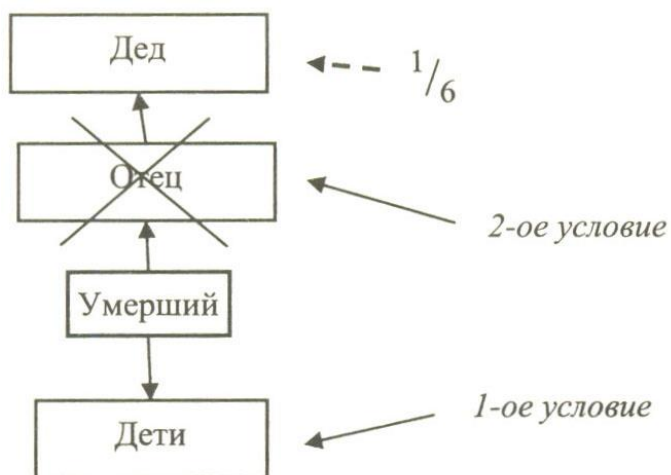 Дед
1/6
Отец
2-ое условие
Умерший
1-ое условие
Дети